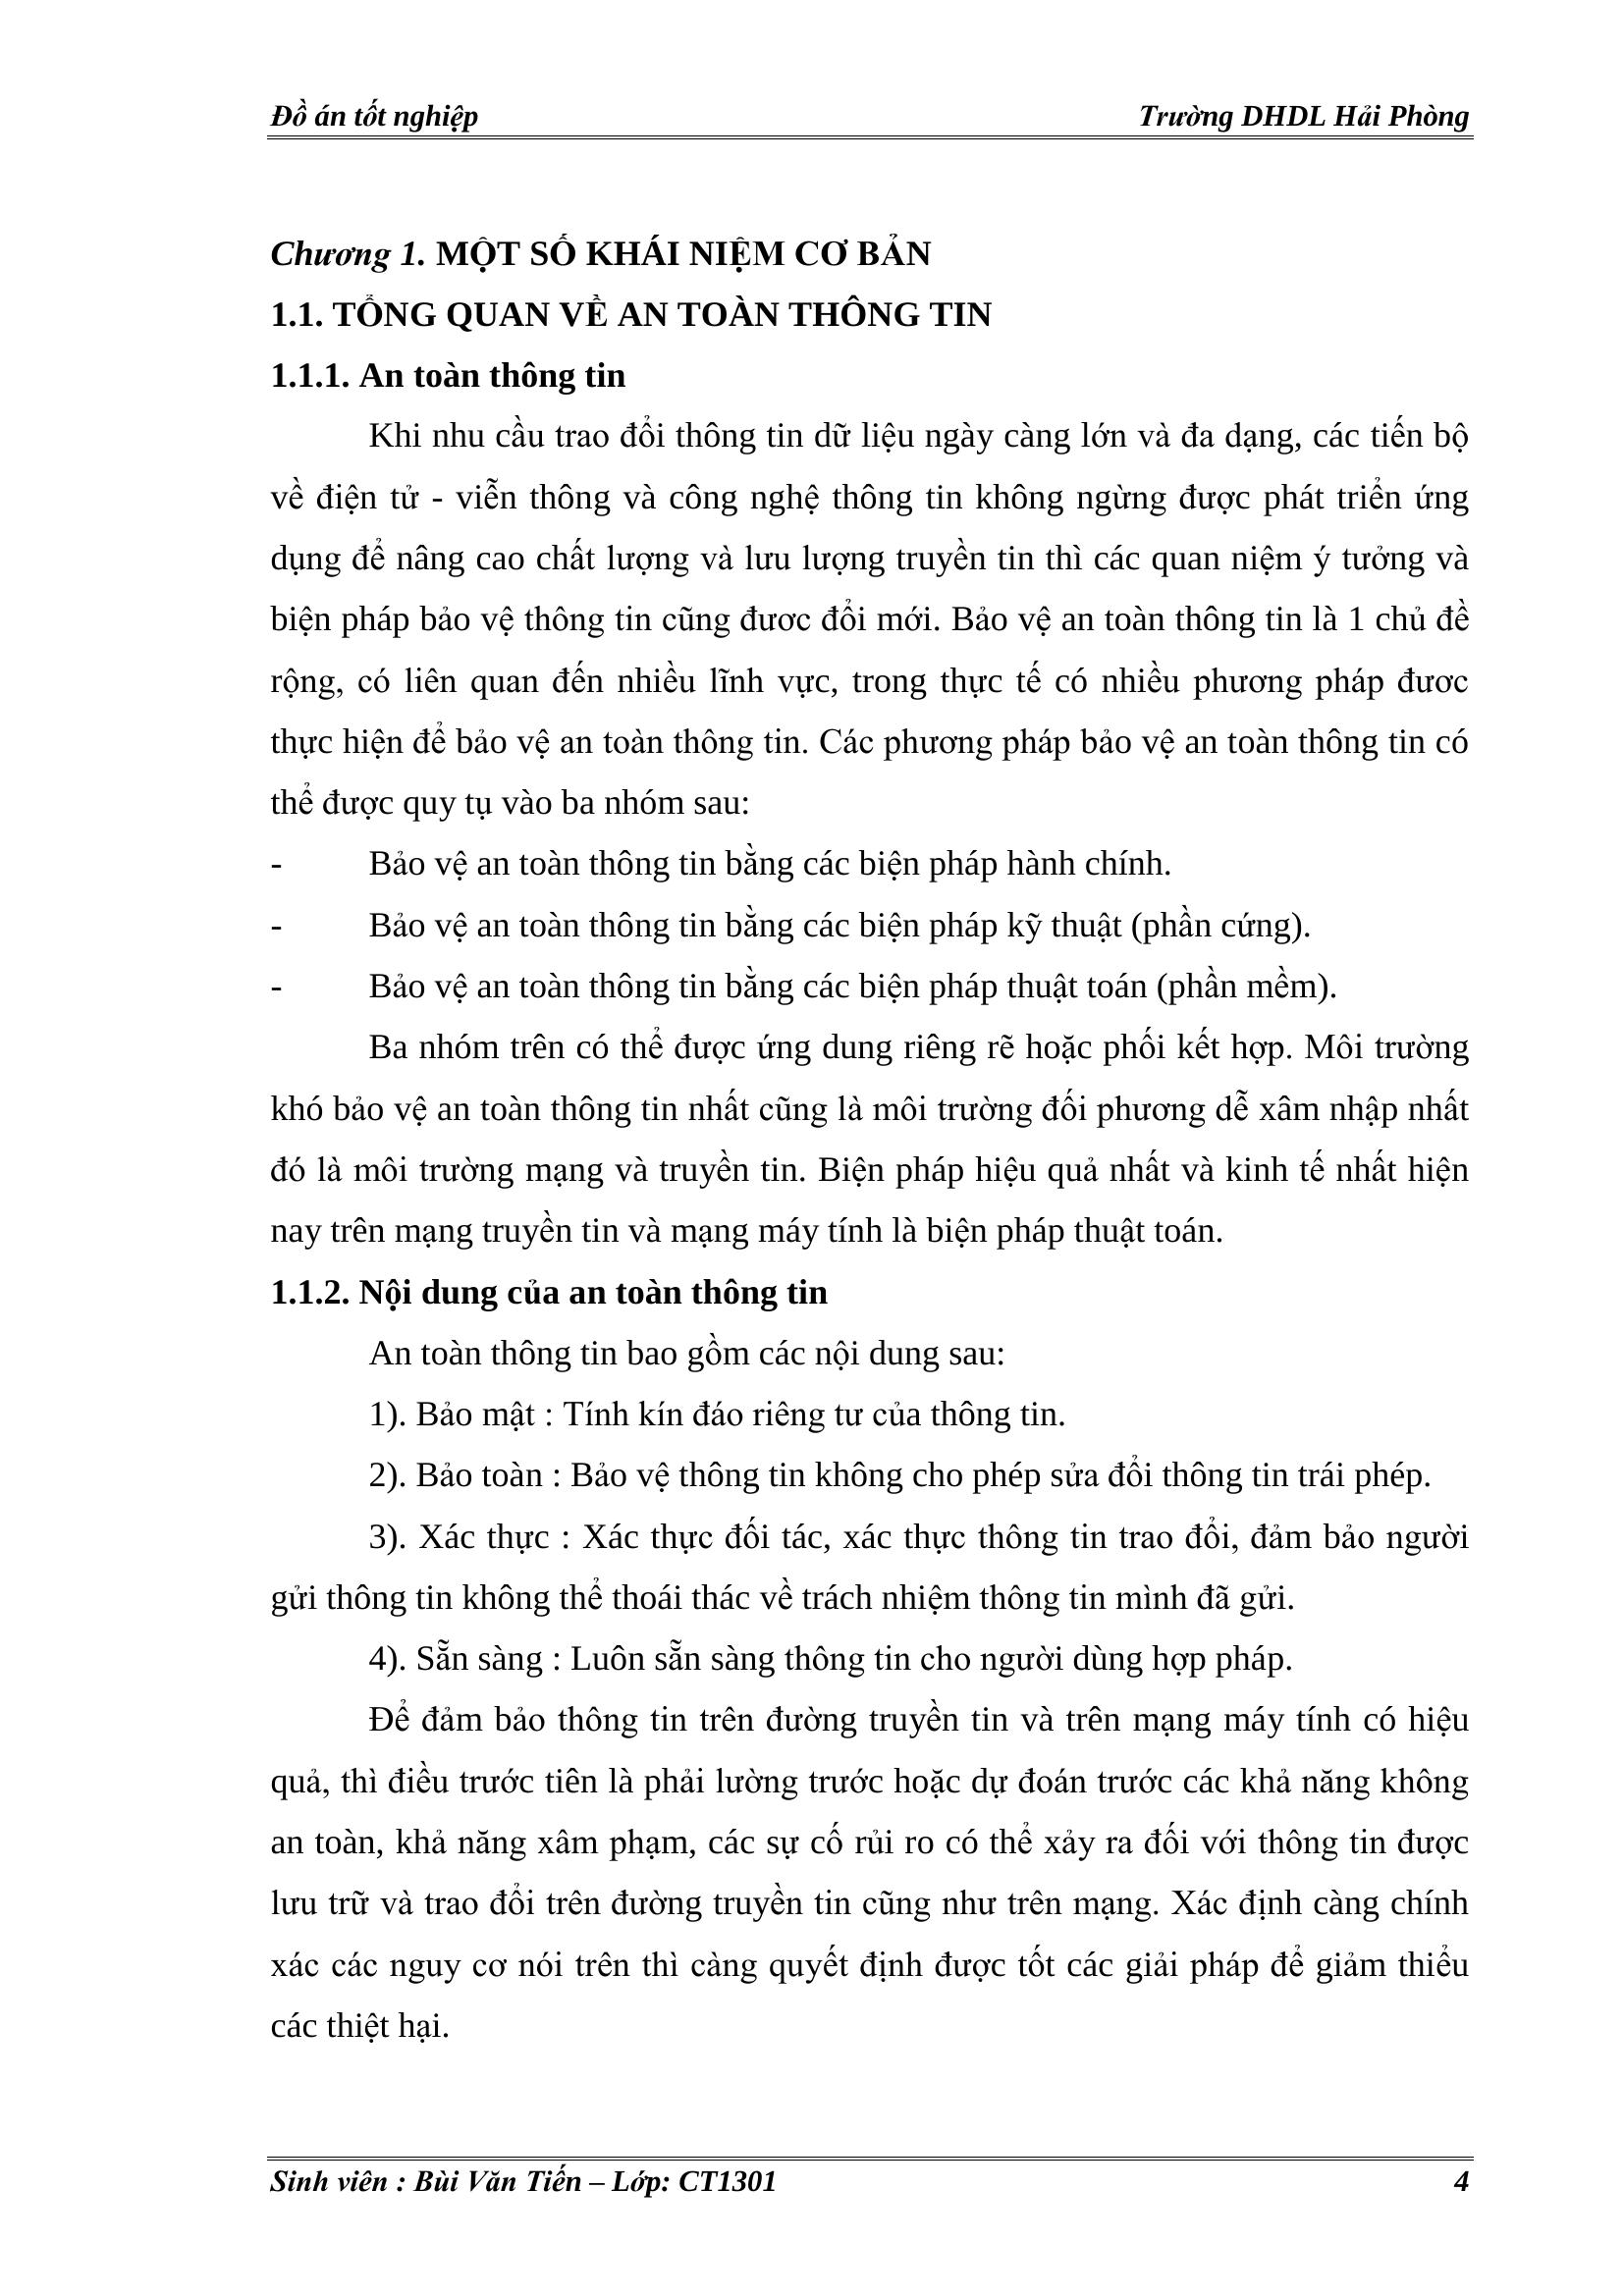 Đồ án tốt nghiệp Trường DHDL Hải Phòng
Chương 1. MỘT SỐ KHÁI NIỆM CƠ BẢN
1.1. TỔNG QUAN VỀ AN TOÀN THÔNG TIN
1.1.1. An toàn thông tin
Khi nhu cầu trao đổi thông tin dữ liệu ngày càng lớn và đa dạng, các tiến bộ
về điện tử - viễn thông và công nghệ thông tin không ngừng được phát triển ứng
dụng để nâng cao chất lượng và lưu lượng truyền tin thì các quan niệm ý tưởng và
biện pháp bảo vệ thông tin cũng đươc đổi mới. Bảo vệ an toàn thông tin là 1 chủ đề
rộng, có liên quan đến nhiều lĩnh vực, trong thực tế có nhiều phương pháp đươc
thực hiện để bảo vệ an toàn thông tin. Các phương pháp bảo vệ an toàn thông tin có
thể được quy tụ vào ba nhóm sau:
- Bảo vệ an toàn thông tin bằng các biện pháp hành chính.
- Bảo vệ an toàn thông tin bằng các biện pháp kỹ thuật (phần cứng).
- Bảo vệ an toàn thông tin bằng các biện pháp thuật toán (phần mềm).
Ba nhóm trên có thể được ứng dung riêng rẽ hoặc phối kết hợp. Môi trường
khó bảo vệ an toàn thông tin nhất cũng là môi trường đối phương dễ xâm nhập nhất
đó là môi trường mạng và truyền tin. Biện pháp hiệu quả nhất và kinh tế nhất hiện
nay trên mạng truyền tin và mạng máy tính là biện pháp thuật toán.
1.1.2. Nội dung của an toàn thông tin
An toàn thông tin bao gồm các nội dung sau:
1). Bảo mật : Tính kín đáo riêng tư của thông tin.
2). Bảo toàn : Bảo vệ thông tin không cho phép sửa đổi thông tin trái phép.
3). Xác thực : Xác thực đối tác, xác thực thông tin trao đổi, đảm bảo người
gửi thông tin không thể thoái thác về trách nhiệm thông tin mình đã gửi.
4). Sẵn sàng : Luôn sẵn sàng thông tin cho người dùng hợp pháp.
Để đảm bảo thông tin trên đường truyền tin và trên mạng máy tính có hiệu
quả, thì điều trước tiên là phải lường trước hoặc dự đoán trước các khả năng không
an toàn, khả năng xâm phạm, các sự cố rủi ro có thể xảy ra đối với thông tin được
lưu trữ và trao đổi trên đường truyền tin cũng như trên mạng. Xác định càng chính
xác các nguy cơ nói trên thì càng quyết định được tốt các giải pháp để giảm thiểu
các thiệt hại.
Sinh viên : Bùi Văn Tiến – Lớp: CT1301 4